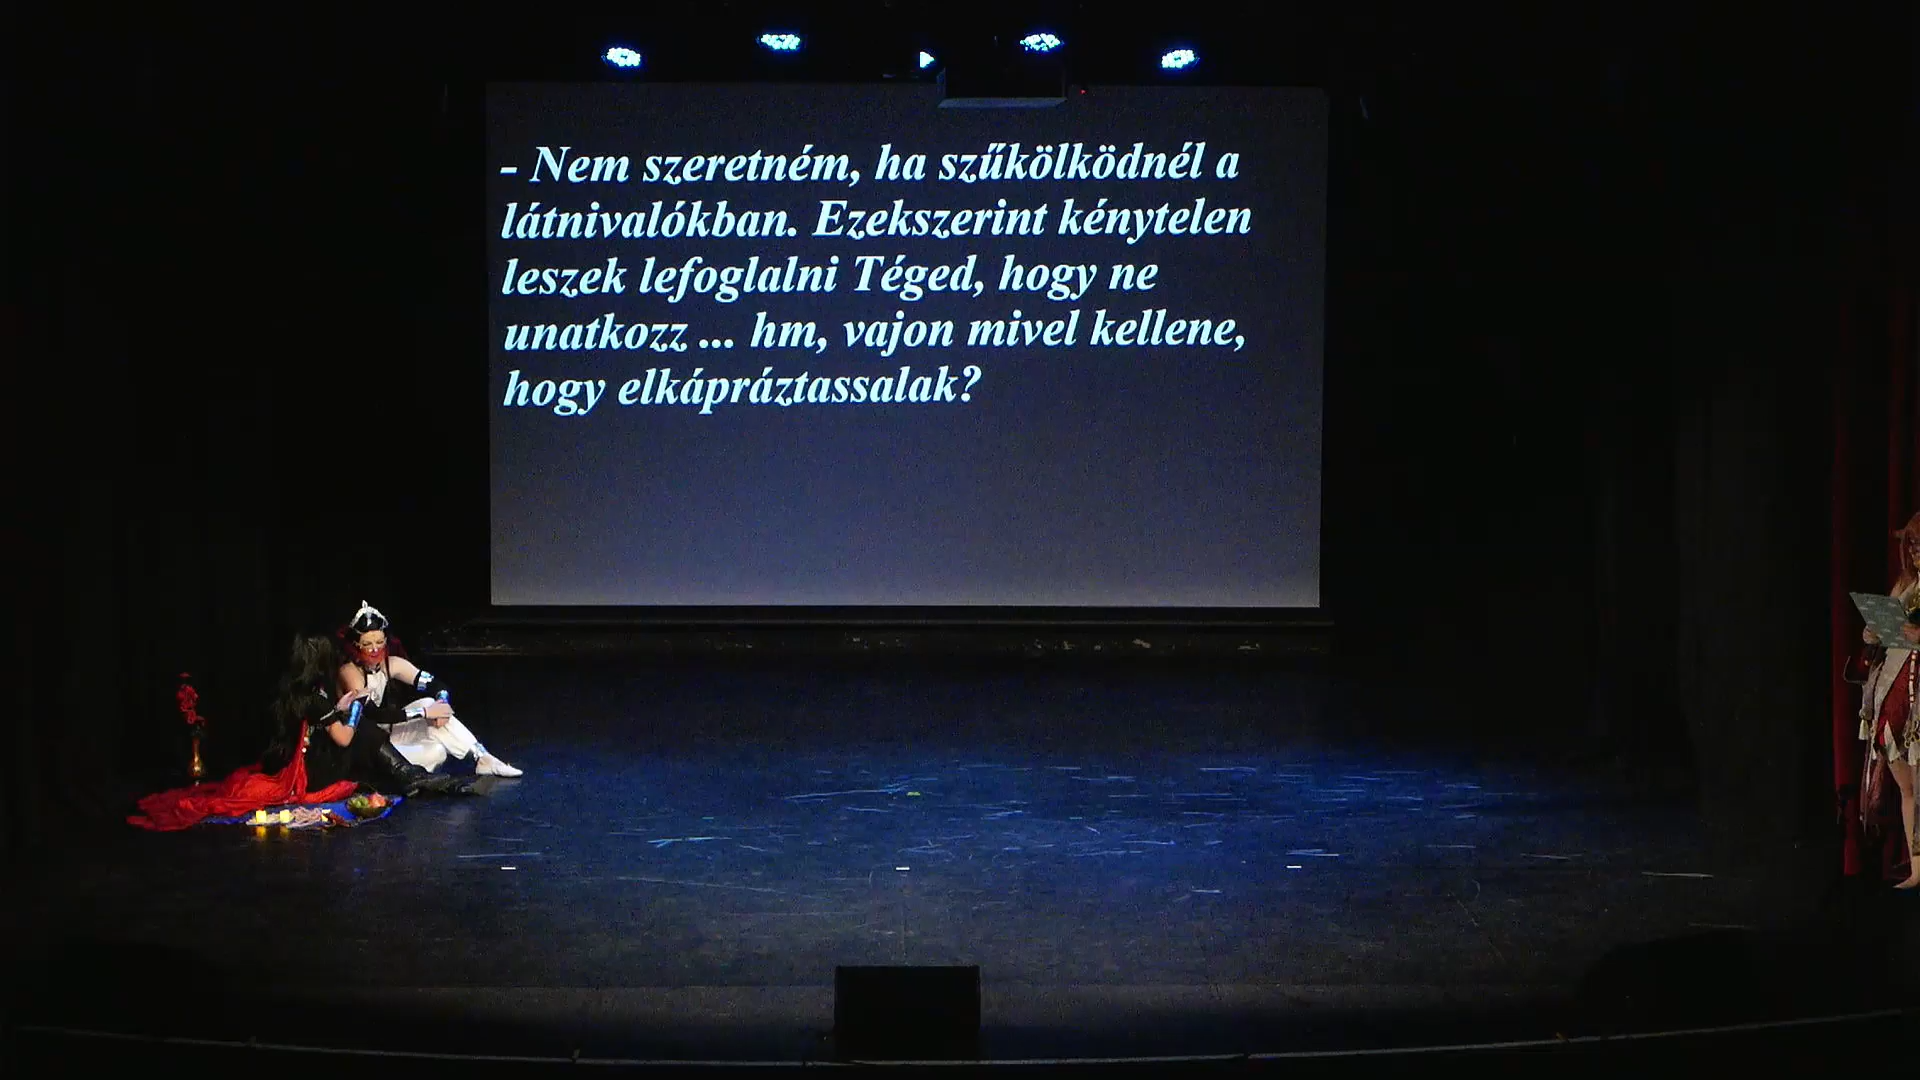 - Nem szeretném, ha szűkölködnél a
látnivalókban. Ezekszerint kénytelen
leszek lefoglalni Téged, hogy ne
unatkozz ... hm, vajon mivel kellene,
hogy elkápráztassalak?